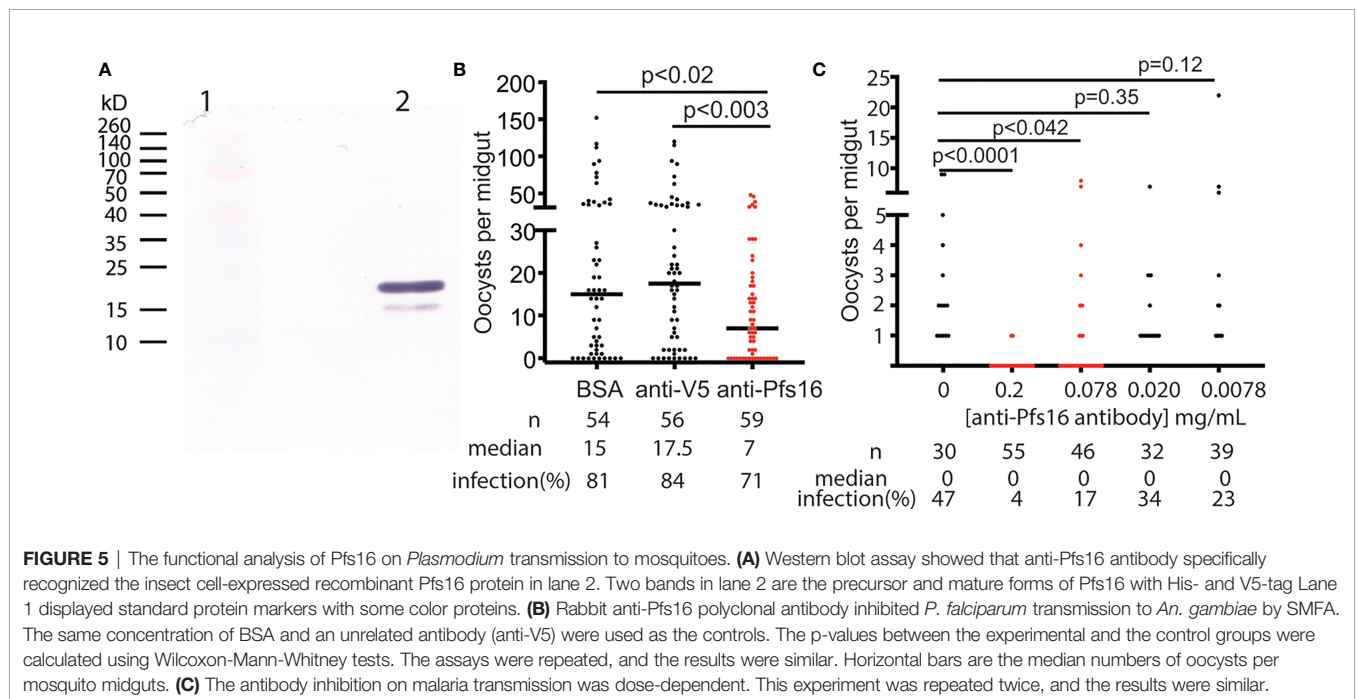 A
kD
1
2
260
140
100
70
50
40
35
25
15
10
B
Oocysts per midgut
200
150
100
50
30
20
10
0
p<0.02
p<0.003
BSA anti-V5 anti-Pfs16
n 54 56 59
median 15 17.5 7
infection(%) 81 84 71
C
Oocysts per midgut
25
20
15
10
5
4
3
2
1
p=0.12
p=0.35
p<0.042
p<0.0001
0 0.2 0.078 0.020 0.0078
[anti-Pfs16 antibody] mg/mL
n 30 55 46 32 39
median 0 0 0 0 0
infection(%) 47 4 17 34 23
FIGURE 5 | The functional analysis of Pfs16 on Plasmodium transmission to mosquitoes. (A) Western blot assay showed that anti-Pfs16 antibody specifically
recognized the insect cell-expressed recombinant Pfs16 protein in lane 2. Two bands in lane 2 are the precursor and mature forms of Pfs16 with His- and V5-tag Lane
1 displayed standard protein markers with some color proteins. (B) Rabbit anti-Pfs16 polyclonal antibody inhibited P. falciparum transmission to An. gambiae by SMFA.
The same concentration of BSA and an unrelated antibody (anti-V5) were used as the controls. The p-values between the experimental and the control groups were
calculated using Wilcoxon-Mann-Whitney tests. The assays were repeated, and the results were similar. Horizontal bars are the median numbers of oocysts per
mosquito midguts. (C) The antibody inhibition on malaria transmission was dose-dependent. This experiment was repeated twice, and the results were similar.